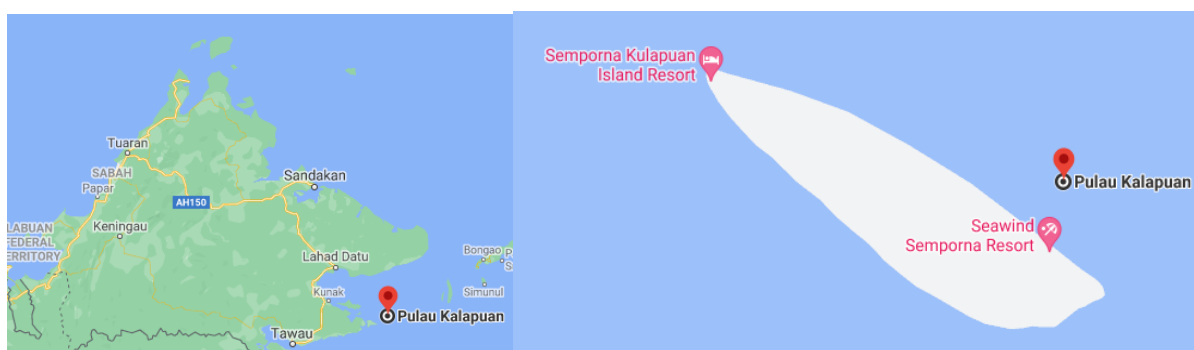 Tuaran
SABAH
Papar
Sandakan
AH150
LABUAN
FEDERAL
ERRITORY
Keningau
Lahad Datu
Bongao
P
S
Simunul
Kunak
Pulau Kalapuan
Tawau
Semporna Kulapuan
Island Resort
Pulau Kalapuan
Seawind
Semporna Resort